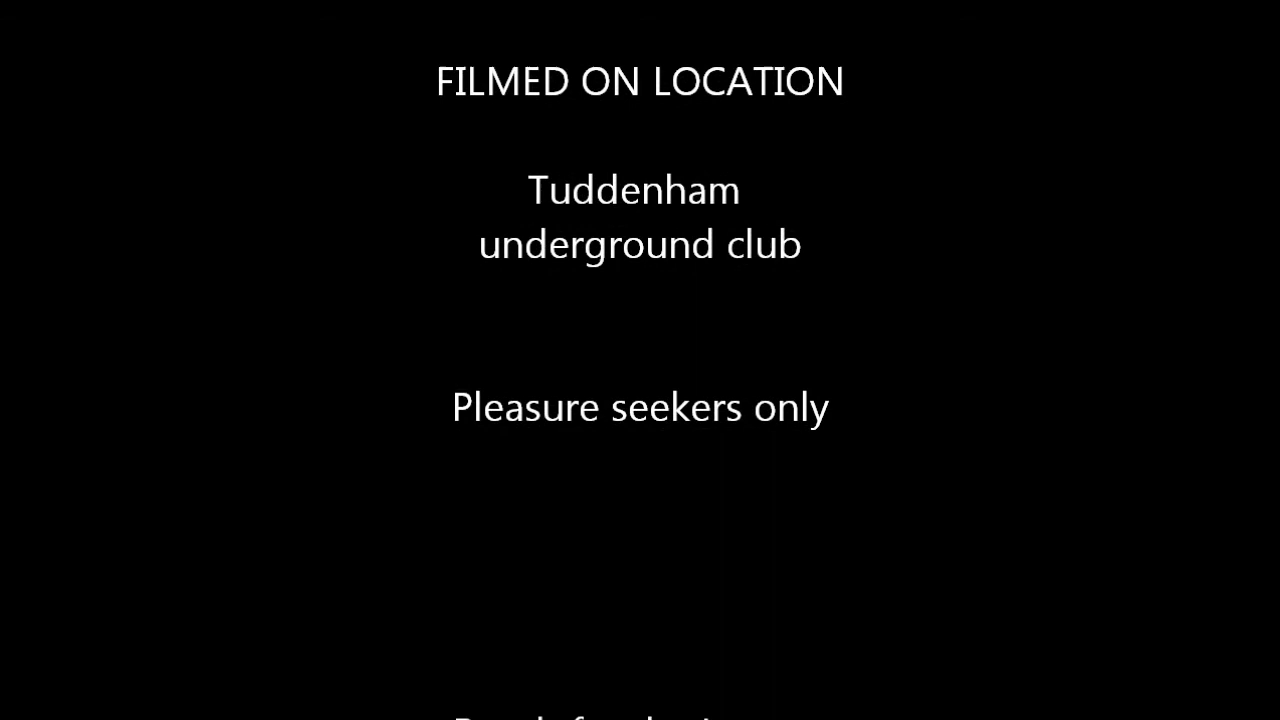 FILMED ON LOCATION
Tuddenham
underground club
Pleasure seekers only